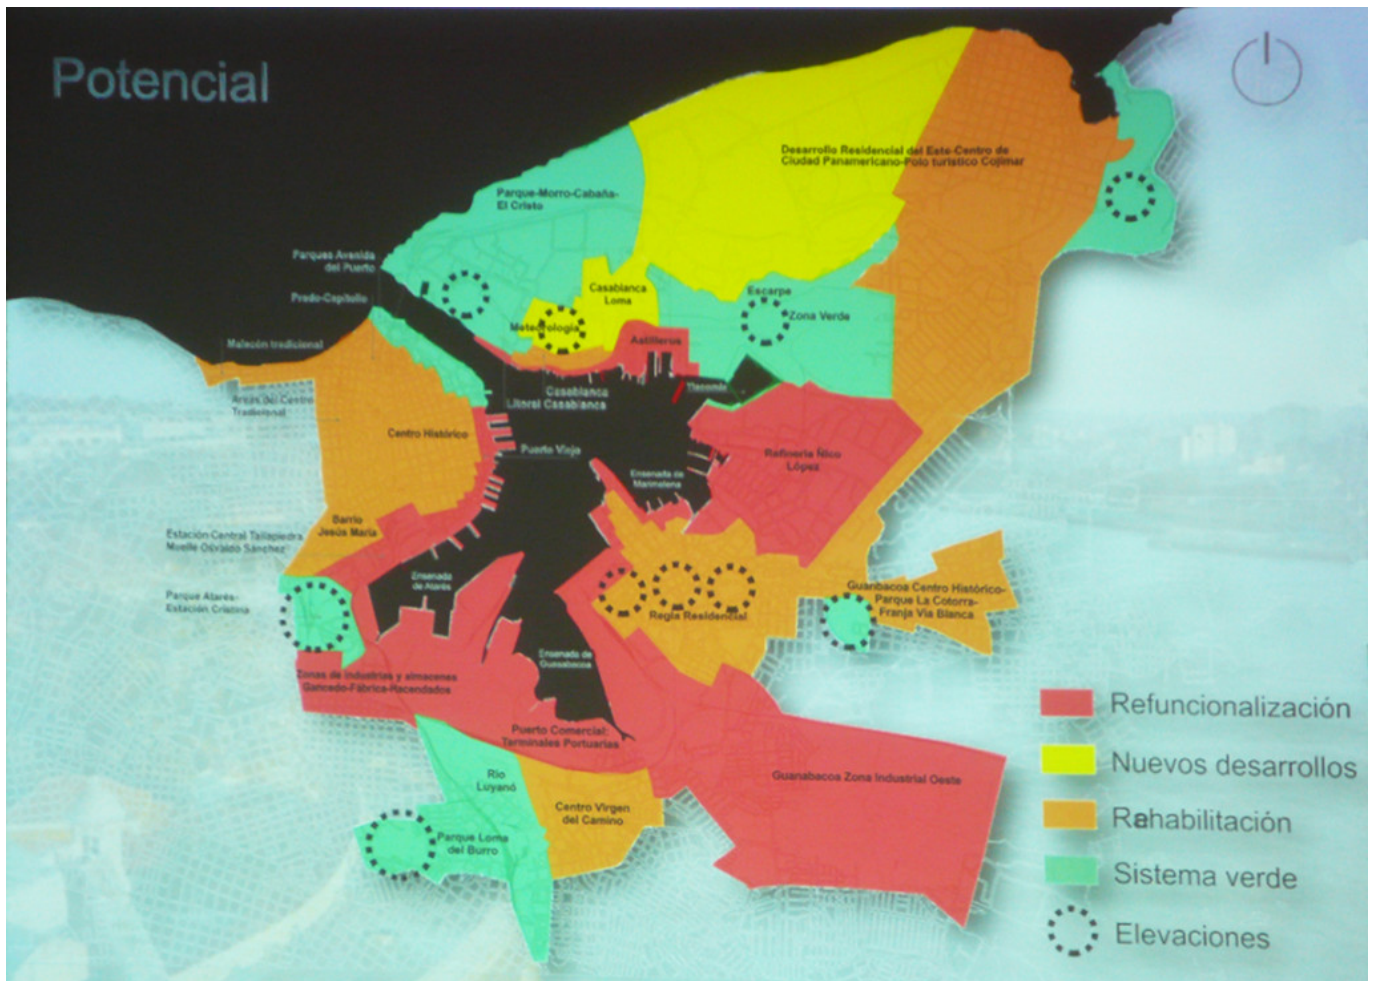 Potencial
Desarrollo Residencial del Este-Centro de
Ciudad Panamericano-Polo turístico Cojímar
Parque-Morro-Cabaña-
El Cristo
Parques Avenida
del Puerto
Prado-Capitolio
Casablanca
Loma
Escarpe
Zona Verde
Meteorología
Malecón tradicional
Astilleros
Areas del Centro
Tradicional
Casablanca
Litoral Casablanca
Centro Histórico
Puerto Viejo
Refinería Ñico
López
Ensenada de
Marimelena
Barrio
Jesús María
Estación Central Tallapiedra
Muelle Osvaldo Sánchez
Ensenada
de Atarés
Parque Atarés-
Estación Cristina
Guanbacoa Centro Histórico-
Parque La Cotorra-
Franja Vía Blanca
Regla Residencial
Ensenada de
Guasabacoa
Zonas de industrias y almacenes
Gancedo-Fábrica-Hacendados
Puerto Comercial:
Terminales Portuarias
Río
Luyanó
Guanabacoa Zona Industrial Oeste
Centro Virgen
del Camino
Parque Loma
del Burro
Refuncionalización
Nuevos desarrollos
Raehabilitación
Sistema verde
Elevaciones